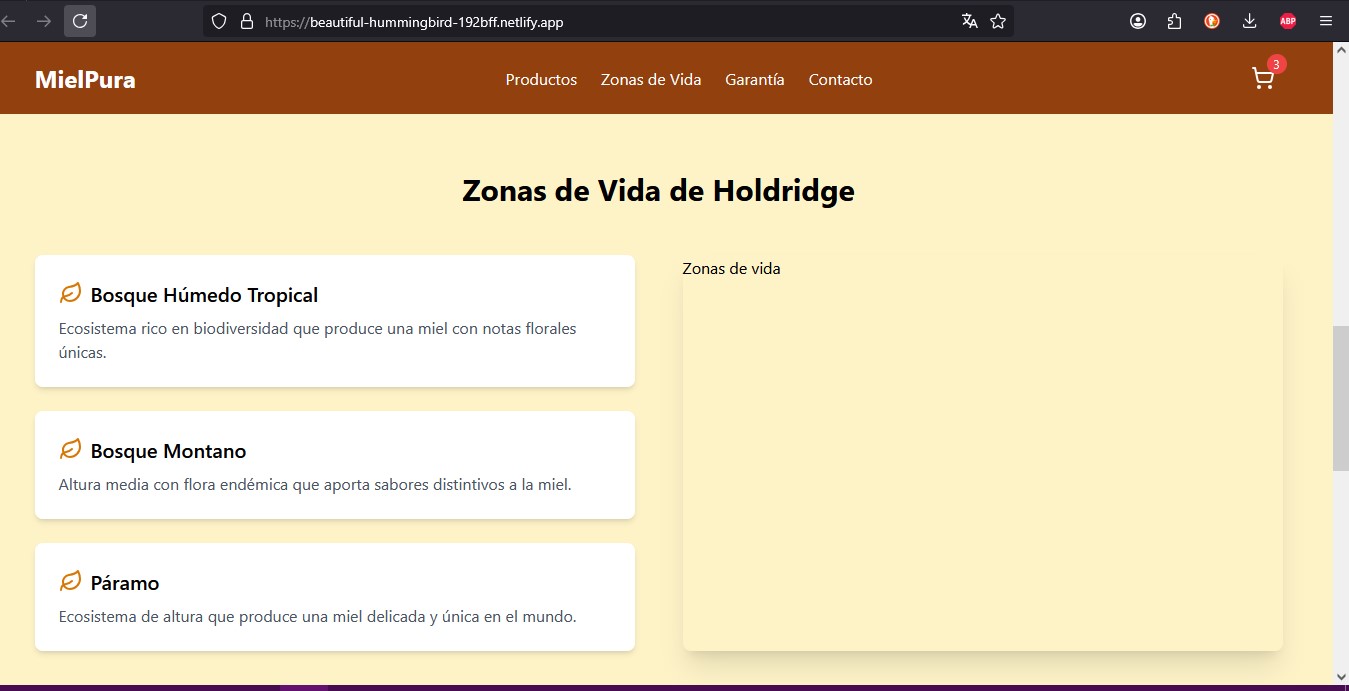 https://beautiful-hummingbird-192bff.netlify.app
ABP
MielPura
Productos Zonas de Vida Garantía Contacto
3
Zonas de Vida de Holdridge
Bosque Húmedo Tropical
Ecosistema rico en biodiversidad que produce una miel con notas florales
únicas.
Bosque Montano
Altura media con flora endémica que aporta sabores distintivos a la miel.
Páramo
Ecosistema de altura que produce una miel delicada y única en el mundo.
Zonas de vida